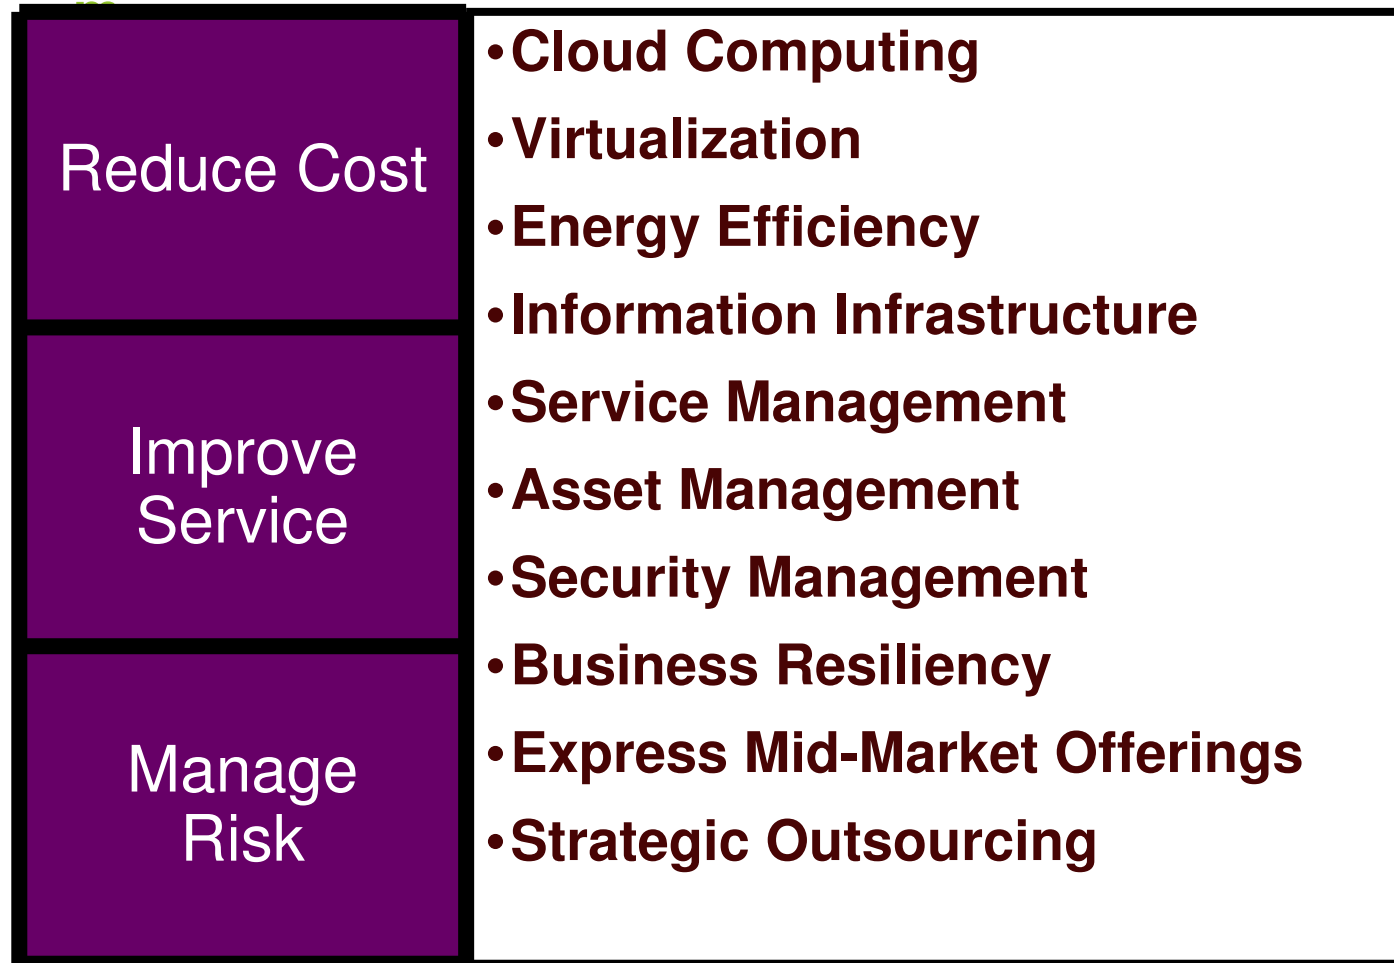 Reduce Cost
Improve
Service
Manage
Risk
•Cloud Computing
•Virtualization
•Energy Efficiency
•Information Infrastructure
•Service Management
•Asset Management
•Security Management
•Business Resiliency
•Express Mid-Market Offerings
•Strategic Outsourcing